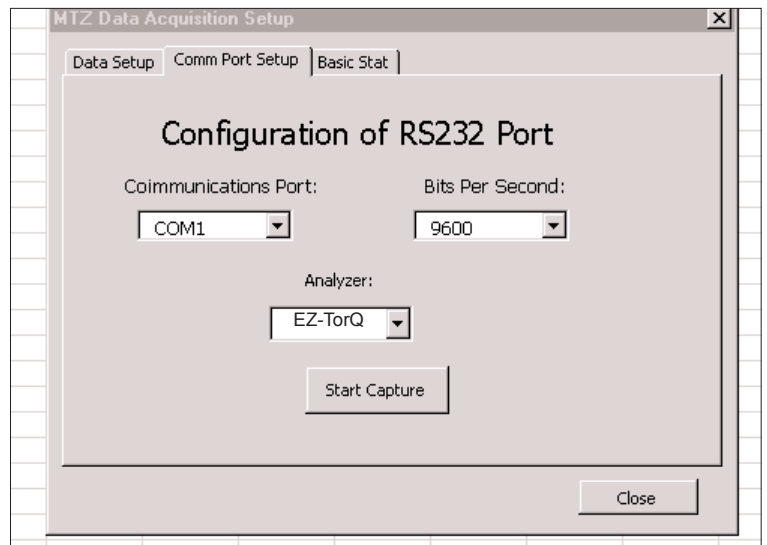 MTZ Data Acquisition Setup
Data Setup Comm Port Setup Basic Stat
Configuration of RS232 Port
Coimmunications Port: Bits Per Second:
COM1 9600
Analyzer:
EZ-TorQ
Start Capture
Close